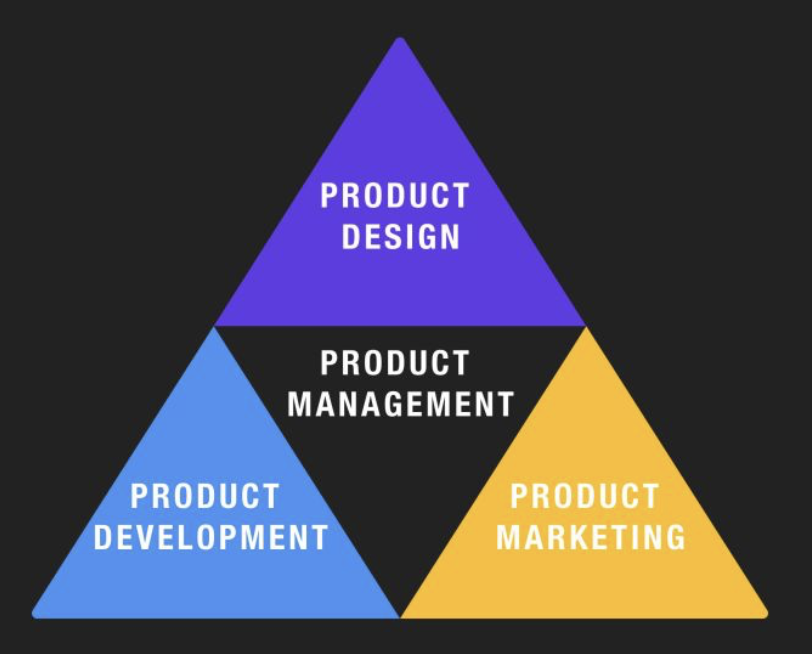 PRODUCT
DESIGN
PRODUCT
MANAGEMENT
PRODUCT
DEVELOPMENT
PRODUCT
MARKETING